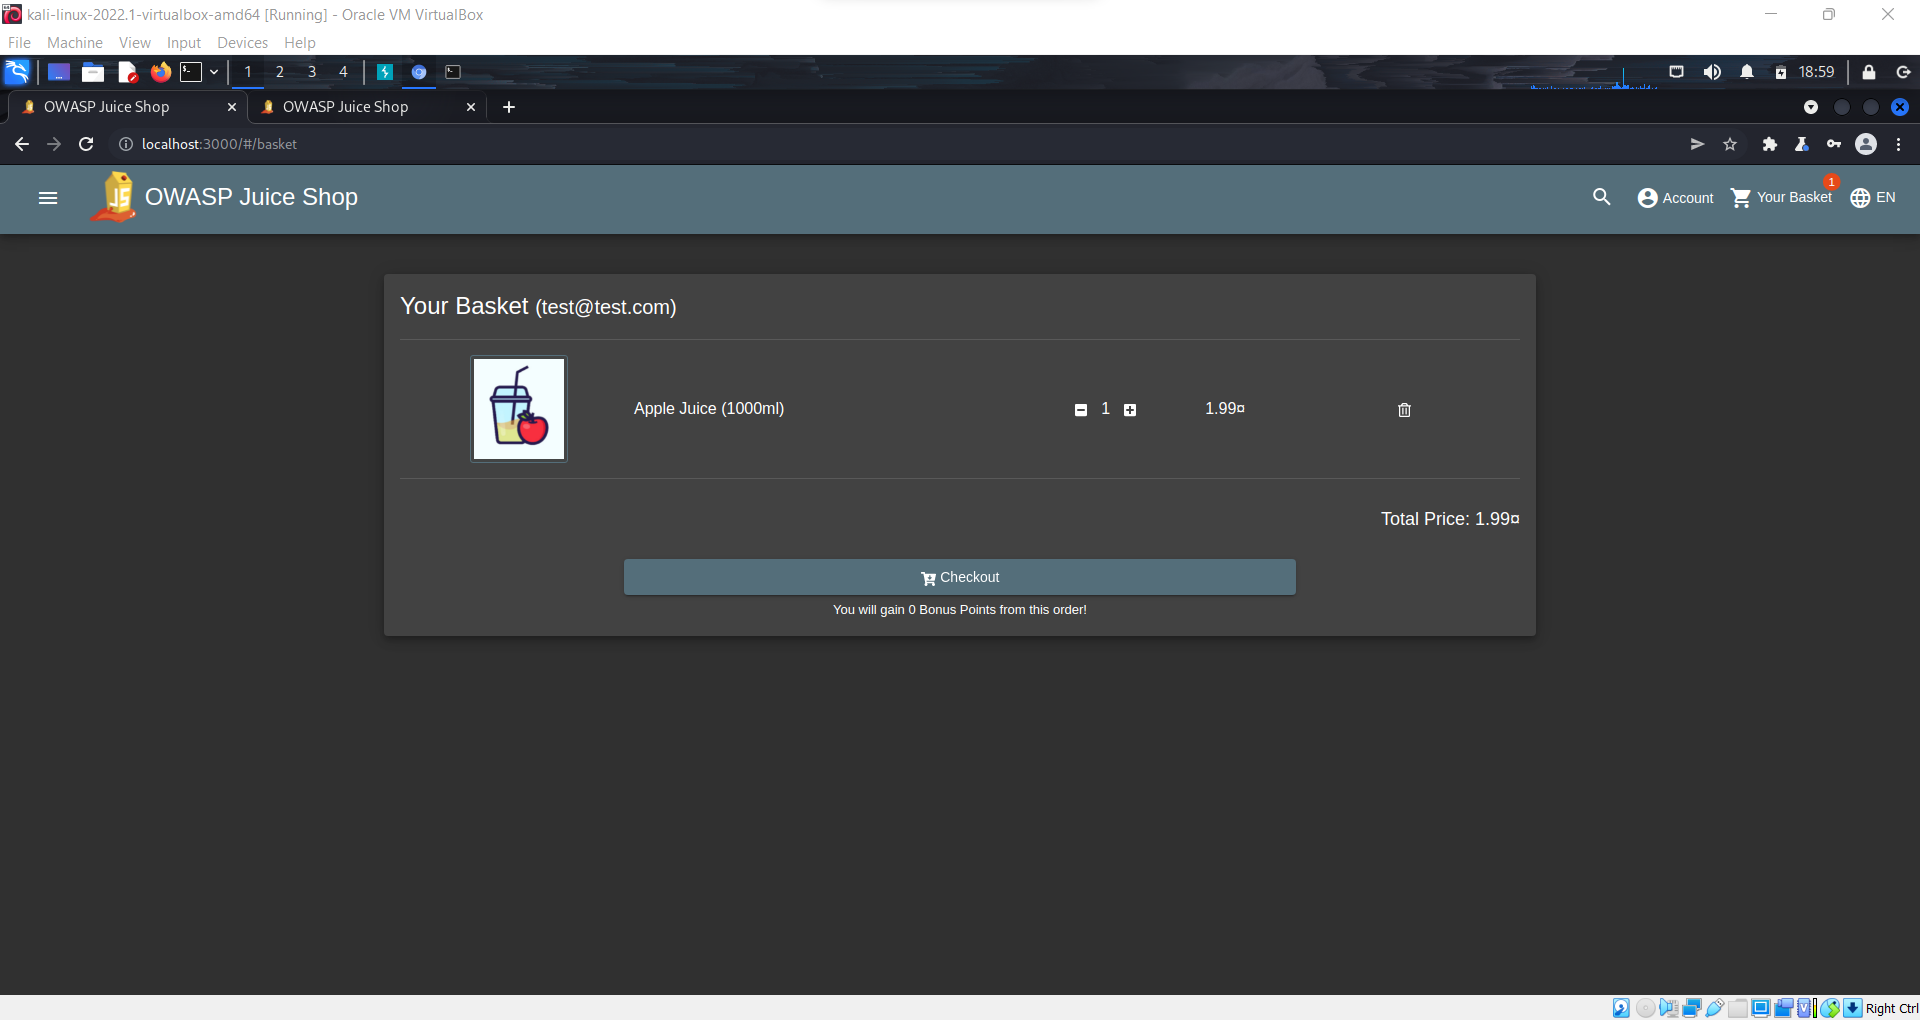 kali-linux-2022.1-virtualbox-amd64 [Running] - Oracle VM VirtualBox
File Machine View Input Devices Help
1 2 3 4 18:59
OWASP Juice Shop OWASP Juice Shop
localhost:3000/#/basket
JS OWASP Juice Shop Account Your Basket 1 EN
Your Basket (test@test.com)
Apple Juice (1000ml) 1 1.99¤
Total Price: 1.99¤
Checkout
You will gain 0 Bonus Points from this order!
Right Ctrl